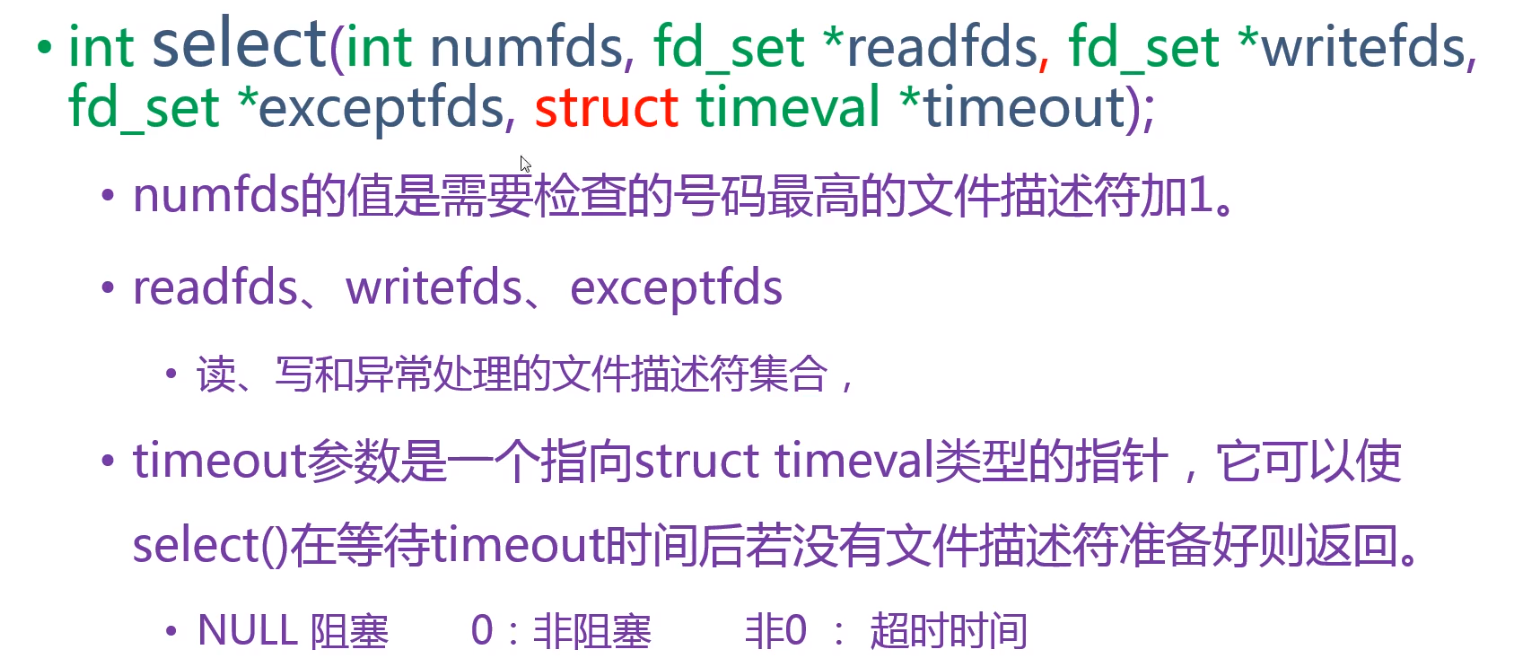 • int select(int numfds, fd_set *readfds, fd_set *writefds,
fd_set *exceptfds, struct timeval *timeout);
• numfds的值是需要检查的号码最高的文件描述符加1。
• readfds、writefds、exceptfds
• 读、写和异常处理的文件描述符集合，
• timeout参数是一个指向struct timeval类型的指针，它可以使
select()在等待timeout时间后若没有文件描述符准备好则返回。
• NULL 阻塞 0：非阻塞 非0 ： 超时时间